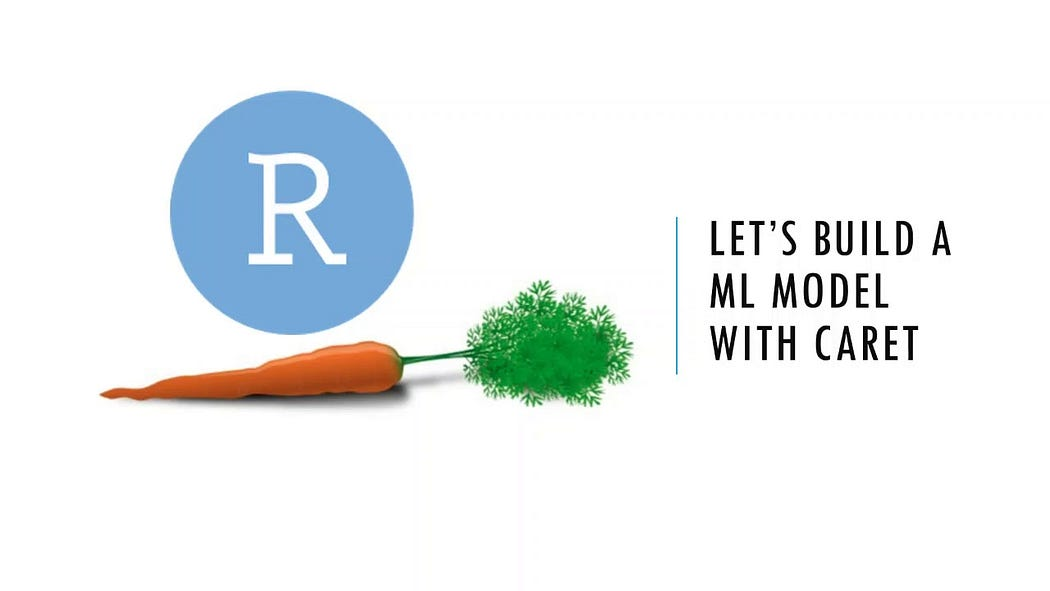 R
LET'S BUILD A
ML MODEL
WITH CARET